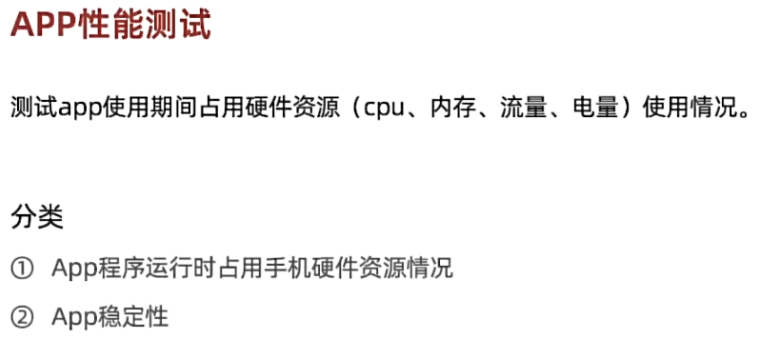 APP性能测试
测试app使用期间占用硬件资源（cpu、内存、流量、电量）使用情况。
分类
① App程序运行时占用手机硬件资源情况
② App稳定性